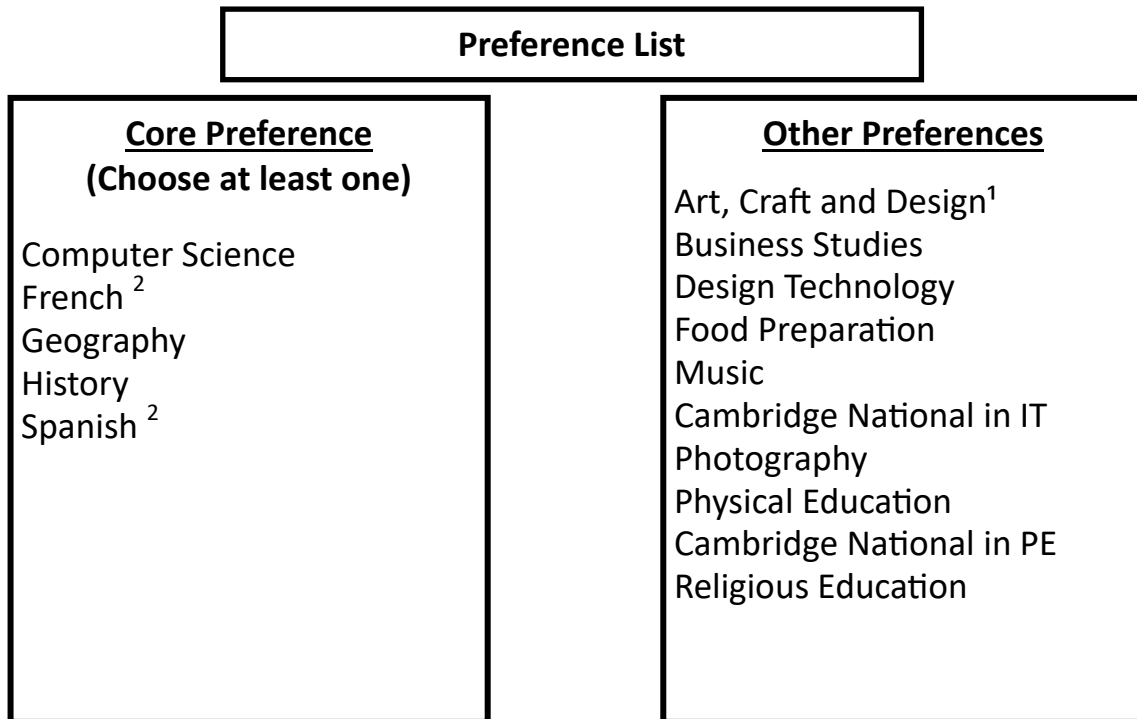 Preference List
Core Preference
(Choose at least one)
Computer Science
French ²
Geography
History
Spanish ²
Other Preferences
Art, Craft and Design¹
Business Studies
Design Technology
Food Preparation
Music
Cambridge National in IT
Photography
Physical Education
Cambridge National in PE
Religious Education